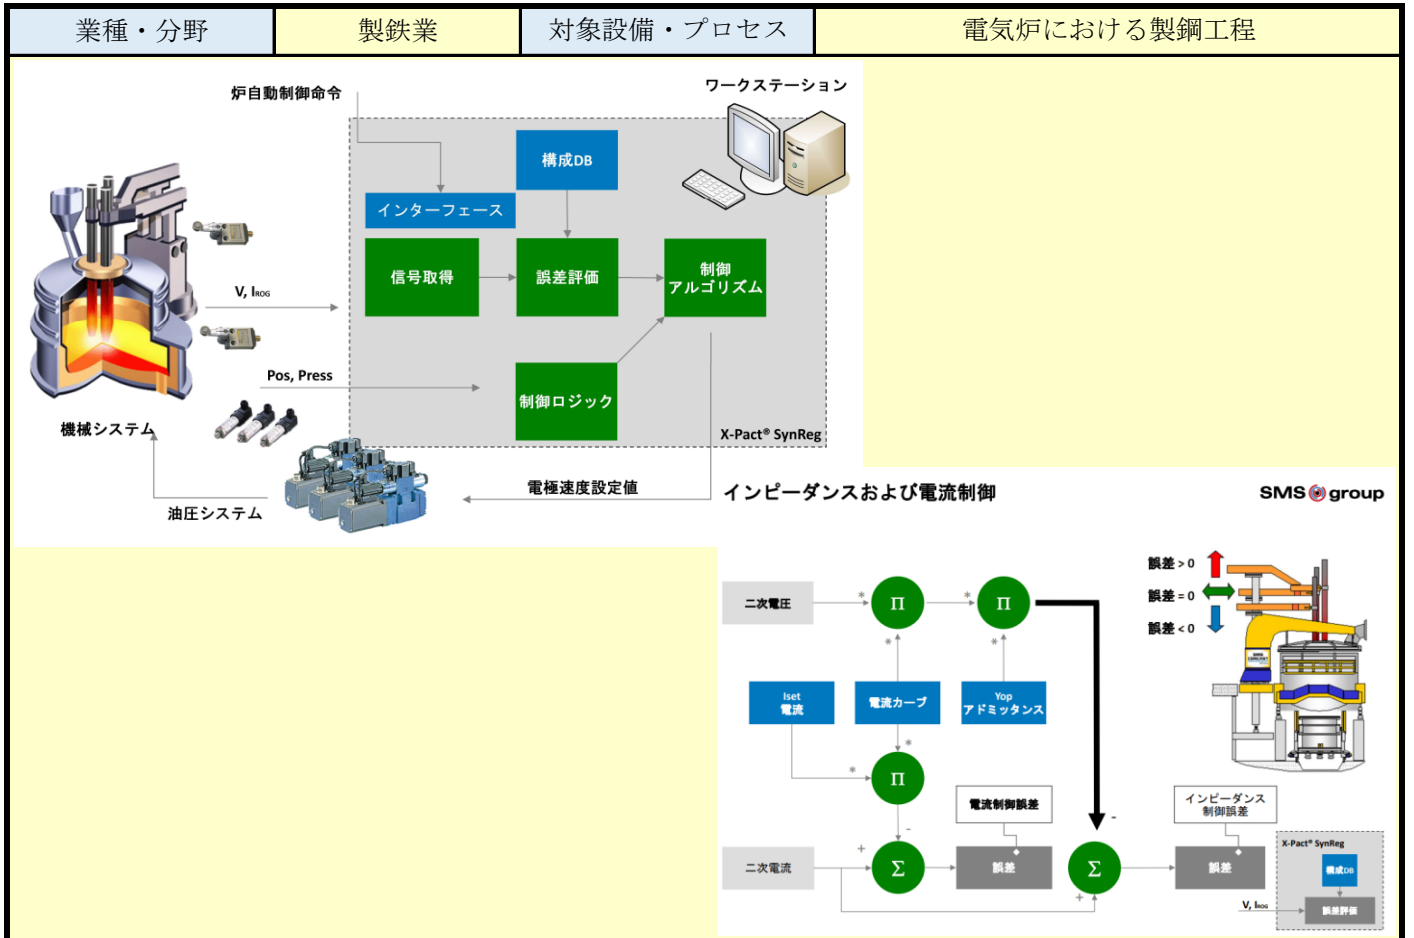 業種・分野
製鉄業
対象設備・プロセス
電気炉における製鋼工程
炉自動制御命令
ワークステーション
構成DB
インターフェース
信号取得
誤差評価
制御
アルゴリズム
V, IROG
Pos, Press
制御ロジック
機械システム
X-Pact® SynReg
電極速度設定値
油圧システム
インピーダンスおよび電流制御
SMS group
誤差 > 0
誤差 = 0
誤差 < 0
二次電圧
*
Π
*
Π
*
*
Iset
電流
電流カーブ
Yop
アドミッタンス
*
*
Π
電流制御誤差
インピーダンス
制御誤差
-
-
+
二次電流
Σ
誤差
Σ
+
誤差
X-Pact® SynReg
構成DB
V, IROG
誤差評価